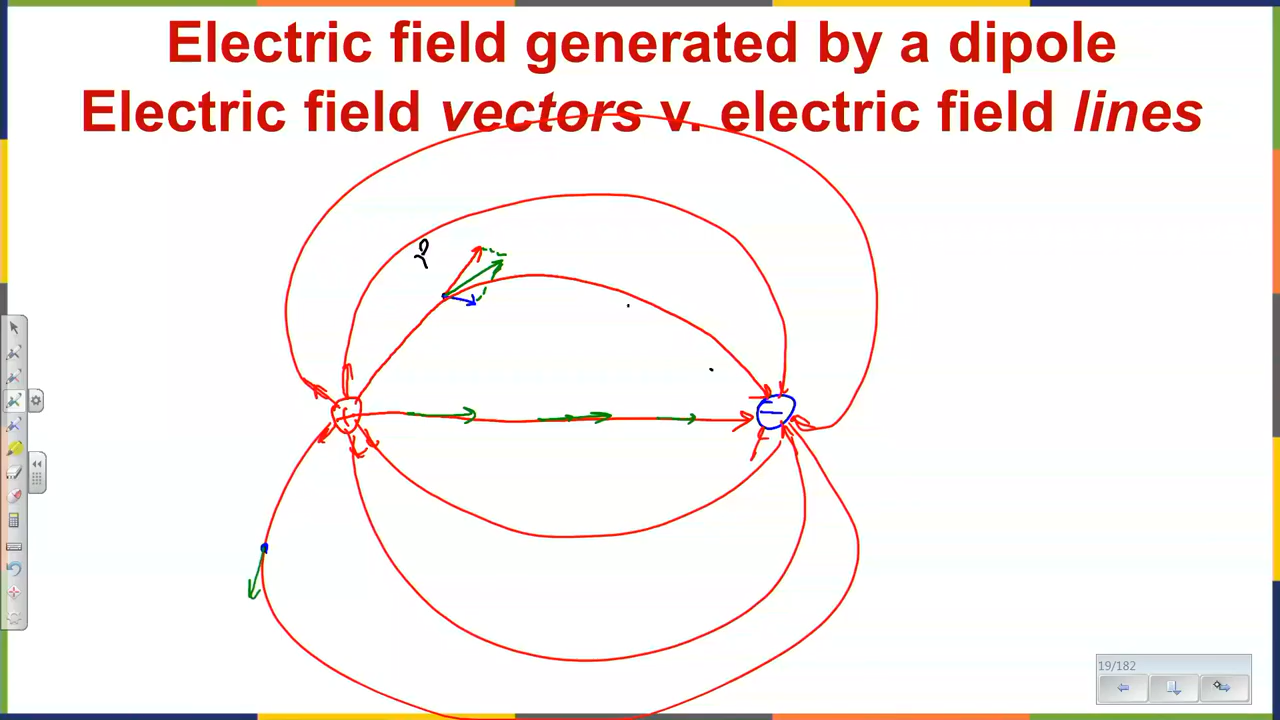 Electric field generated by a dipole
Electric field vectors v. electric field lines
+
−
19/182